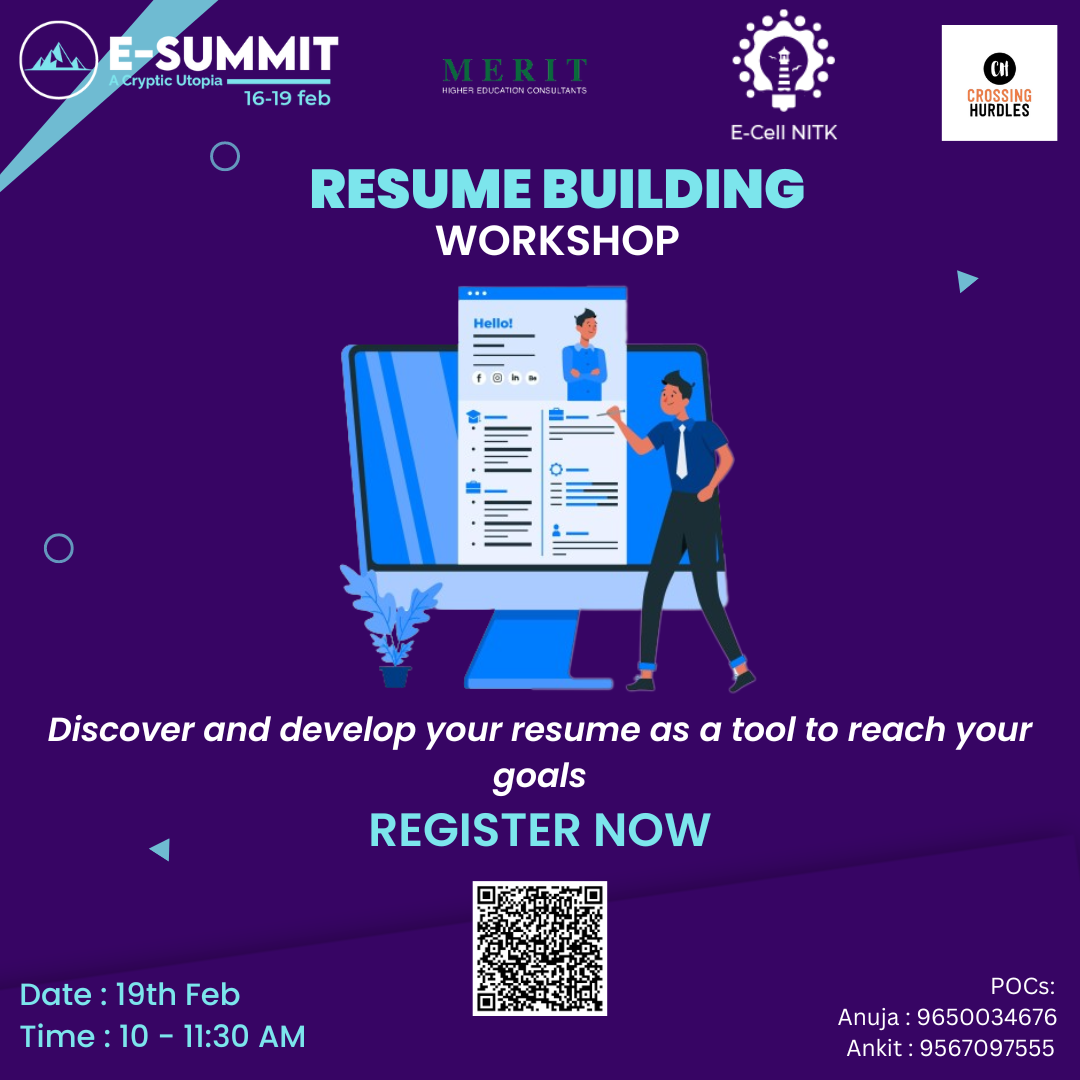 E-SUMMIT
A Cryptic Utopia
16-19 feb
MERIT
HIGHER EDUCATION CONSULTANTS
E-Cell NITK
CH
CROSSING
HURDLES
RESUME BUILDING
WORKSHOP
Hello!
f in Be
Discover and develop your resume as a tool to reach your
goals
REGISTER NOW
Date : 19th Feb
Time : 10 - 11:30 AM
POCs:
Anuja : 9650034676
Ankit : 9567097555